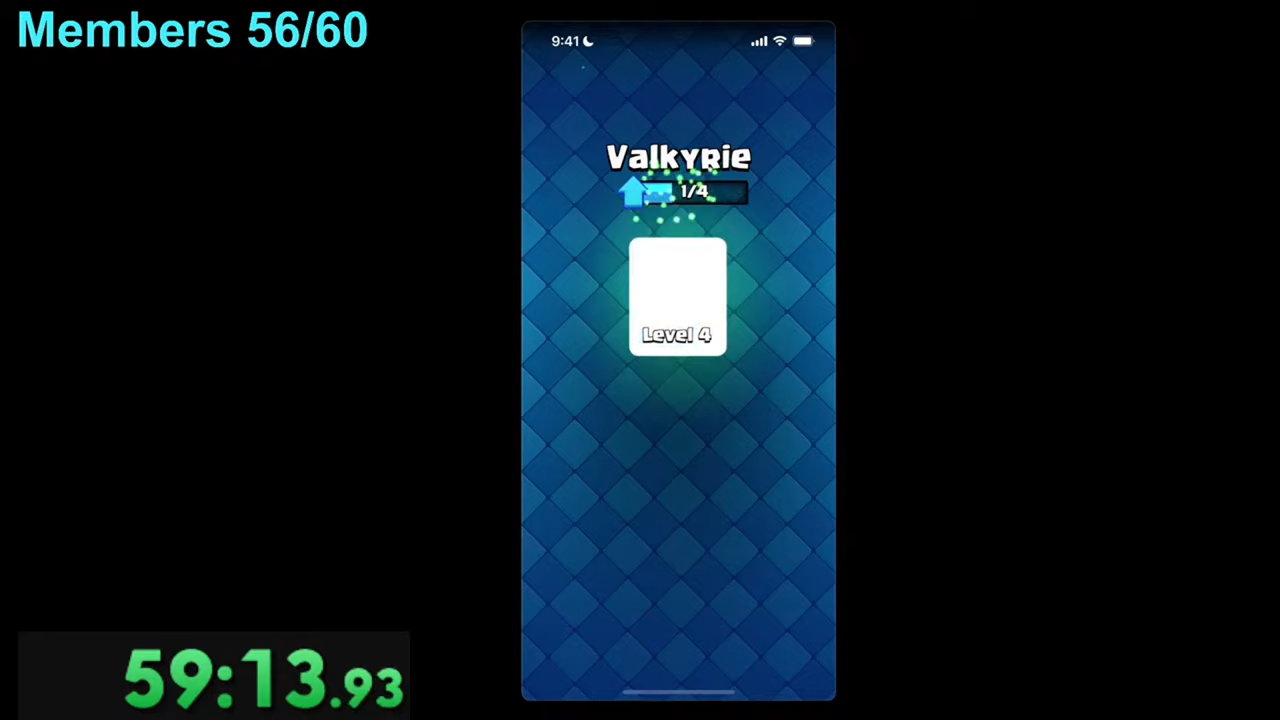 Members 56/60
9:41
Valkyrie
1/4
Level 4
59:13.93